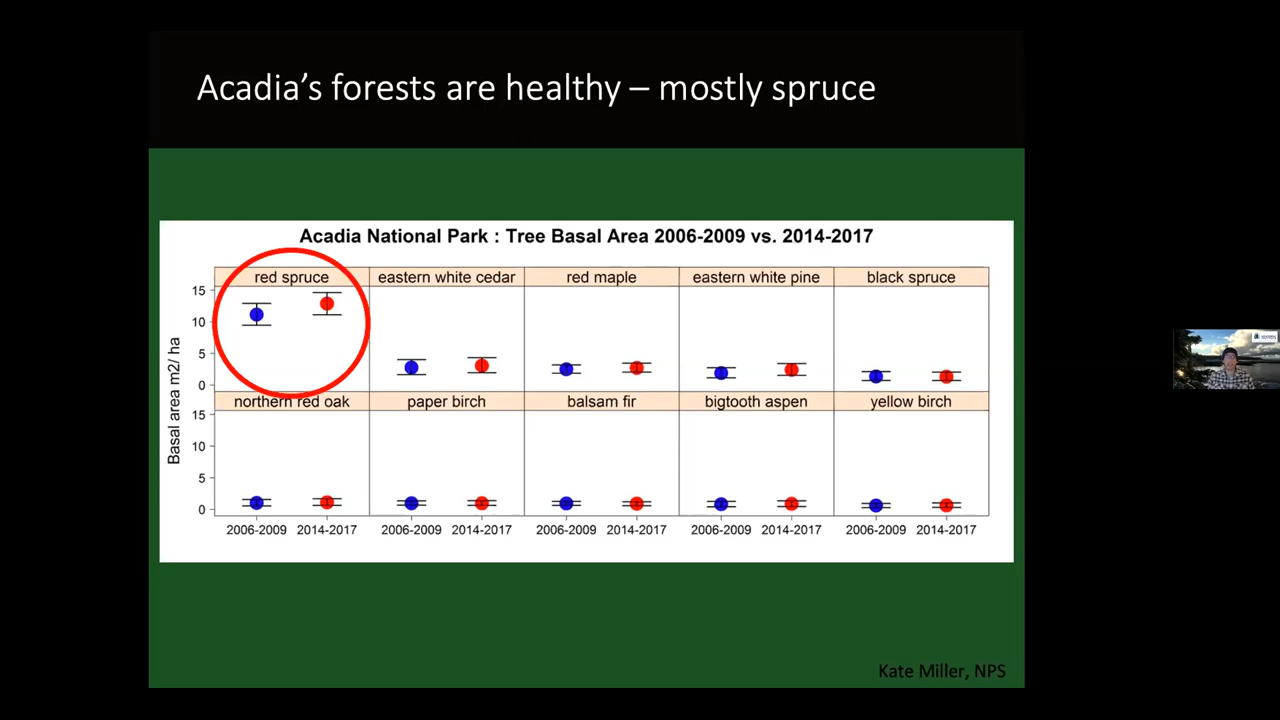 Acadia’s forests are healthy – mostly spruce
Acadia National Park : Tree Basal Area 2006-2009 vs. 2014-2017
red spruce eastern white cedar red maple eastern white pine black spruce
15
10
5
0
Basal area m2/ ha
northern red oak paper birch balsam fir bigtooth aspen yellow birch
15
10
5
0
2006-2009 2014-2017 2006-2009 2014-2017 2006-2009 2014-2017 2006-2009 2014-2017 2006-2009 2014-2017
Kate Miller, NPS